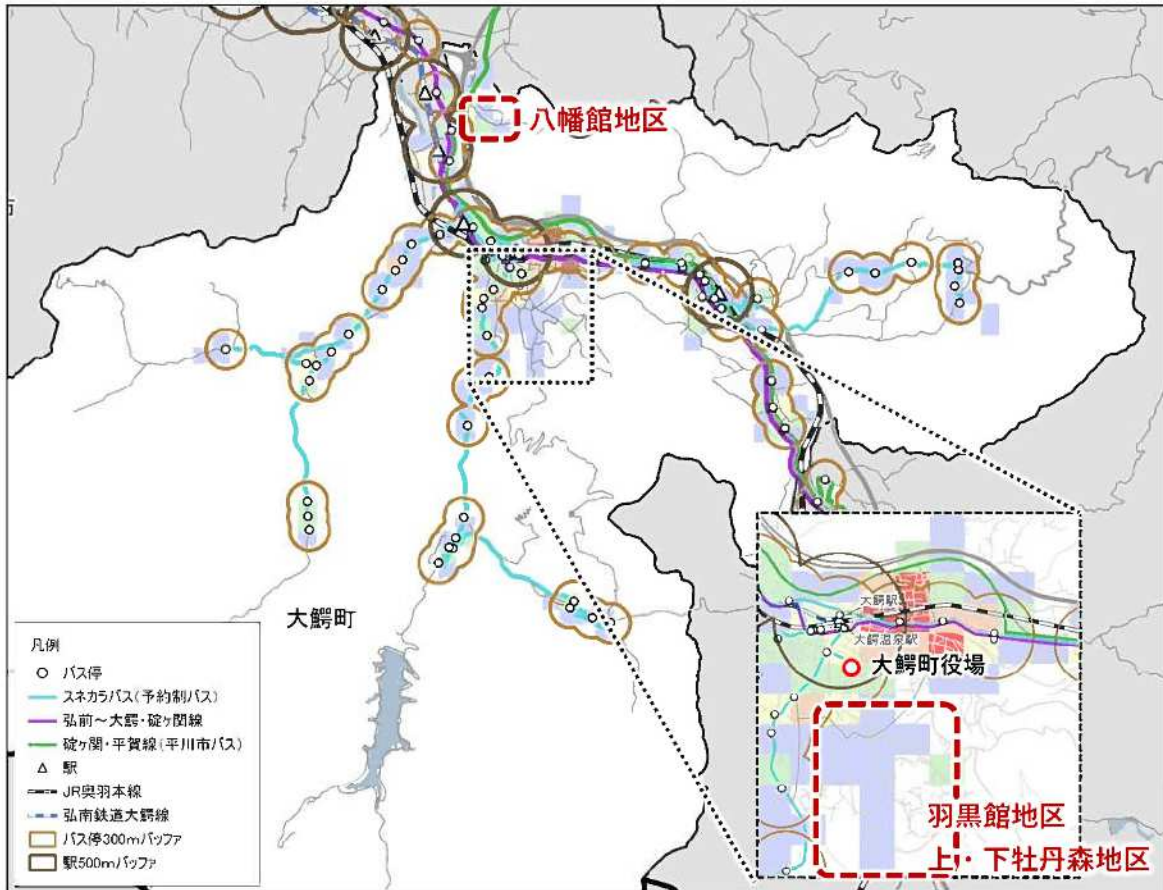 八幡館地区
市
大鰐町
凡例
バス停
スネカラバス(予約制バス)
弘前～大鰐・碇ヶ関線
碇ヶ関・平賀線(平川市バス)
駅
JR奥羽本線
弘南鉄道大鰐線
バス停300mバッファ
駅500mバッファ
大鰐駅
大鰐温泉駅
大鰐町役場
羽黒館地区
上・下牡丹森地区